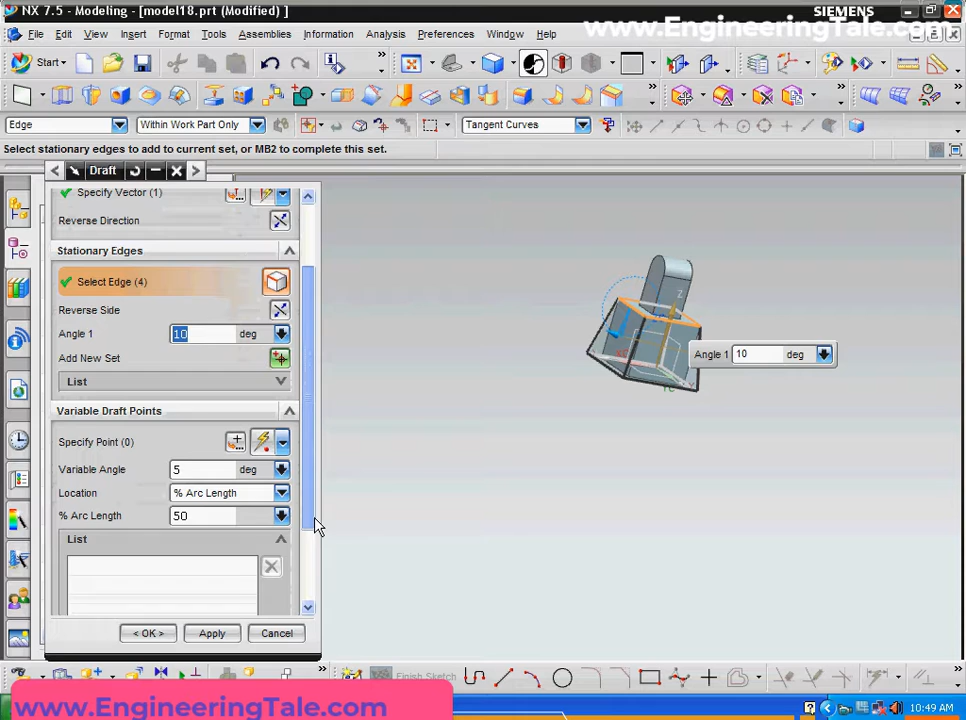 NX 7.5 - Modeling - [model18.prt (Modified) ]
SIEMENS
www.EngineeringTale.com
File Edit View Insert Format Tools Assemblies Information Analysis Preferences Window Help
Start
Edge
Within Work Part Only
Tangent Curves
Select stationary edges to add to current set, or MB2 to complete this set.
Draft
Specify Vector (1)
Reverse Direction
Stationary Edges
Select Edge (4)
Reverse Side
Angle 1 10 deg
Add New Set
List
Variable Draft Points
Specify Point (0)
Variable Angle 5 deg
Location % Arc Length
% Arc Length 50
List
< OK > Apply Cancel
Z
Angle 1 10 deg
XC
YC
Finish Sketch
www.EngineeringTale.com
10:49 AM